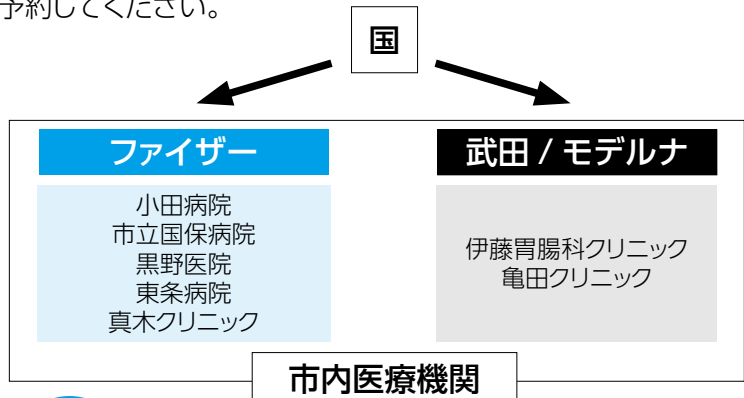 予約してください。
国
ファイザー
小田病院
市立国保病院
黒野医院
東条病院
真木クリニック
武田 / モデルナ
伊藤胃腸科クリニック
亀田クリニック
市内医療機関